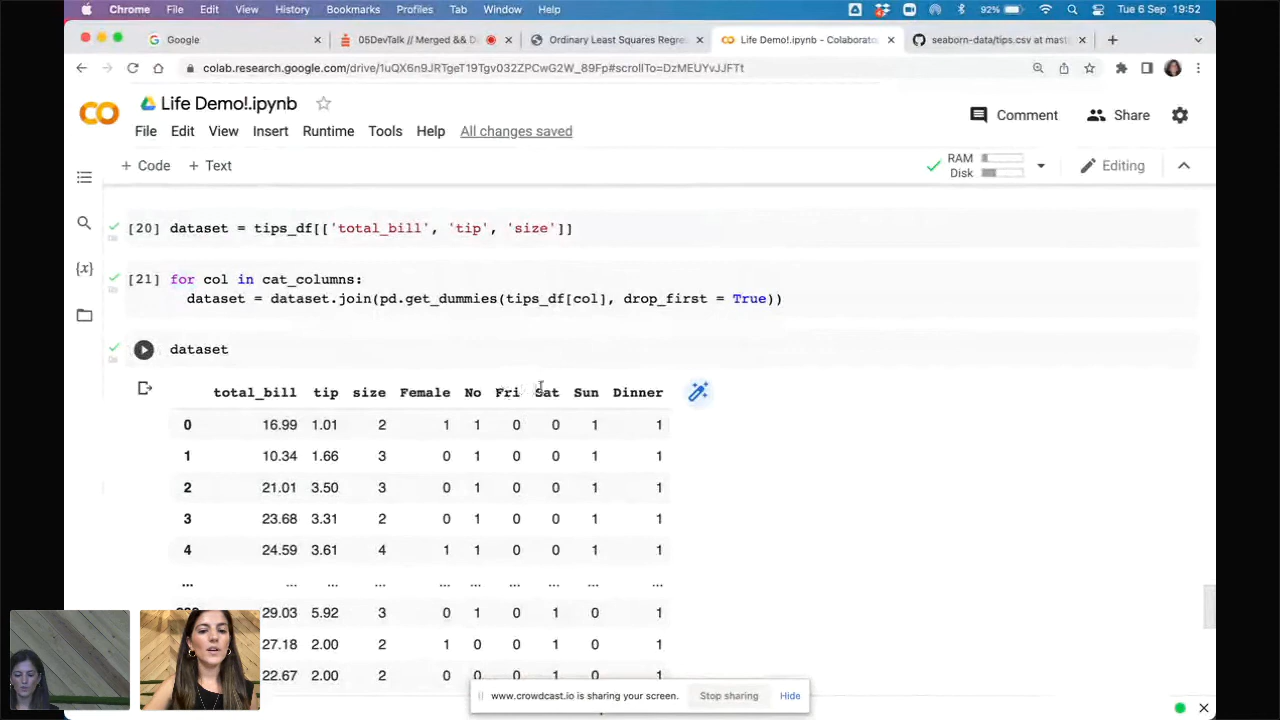 Chrome File Edit View History Bookmarks Profiles Tab Window Help 92% Tue 6 Sep 19:52
Google 05DevTalk // Merged && D Ordinary Least Squares Regres Life Demo!.ipynb - Colaborato seaborn-data/tips.csv at mast
colab.research.google.com/drive/1uQX6n9JRTgeT19Tgv032ZPCwG2W_89Fp#scrollTo=DzMEUYvJJFTt
Life Demo!.ipynb
File Edit View Insert Runtime Tools Help All changes saved
Comment Share
+ Code + Text
RAM
Disk
Editing
{x}
[20] dataset = tips_df[['total_bill', 'tip', 'size']]
[21] for col in cat_columns:
dataset = dataset.join(pd.get_dummies(tips_df[col], drop_first = True))
dataset
total_bill tip size Female No Fri Sat Sun Dinner
0 16.99 1.01 2 1 1 0 0 1 1
1 10.34 1.66 3 0 1 0 0 1 1
2 21.01 3.50 3 0 1 0 0 1 1
3 23.68 3.31 2 0 1 0 0 1 1
4 24.59 3.61 4 1 1 0 0 1 1
... ... ... ... ... ... ... ... ... ...
29.03 5.92 3 0 1 0 1 0 1
27.18 2.00 2 1 0 0 1 0 1
22.67 2.00 2 0 0 0 1 0 1
www.crowdcast.io is sharing your screen. Stop sharing Hide